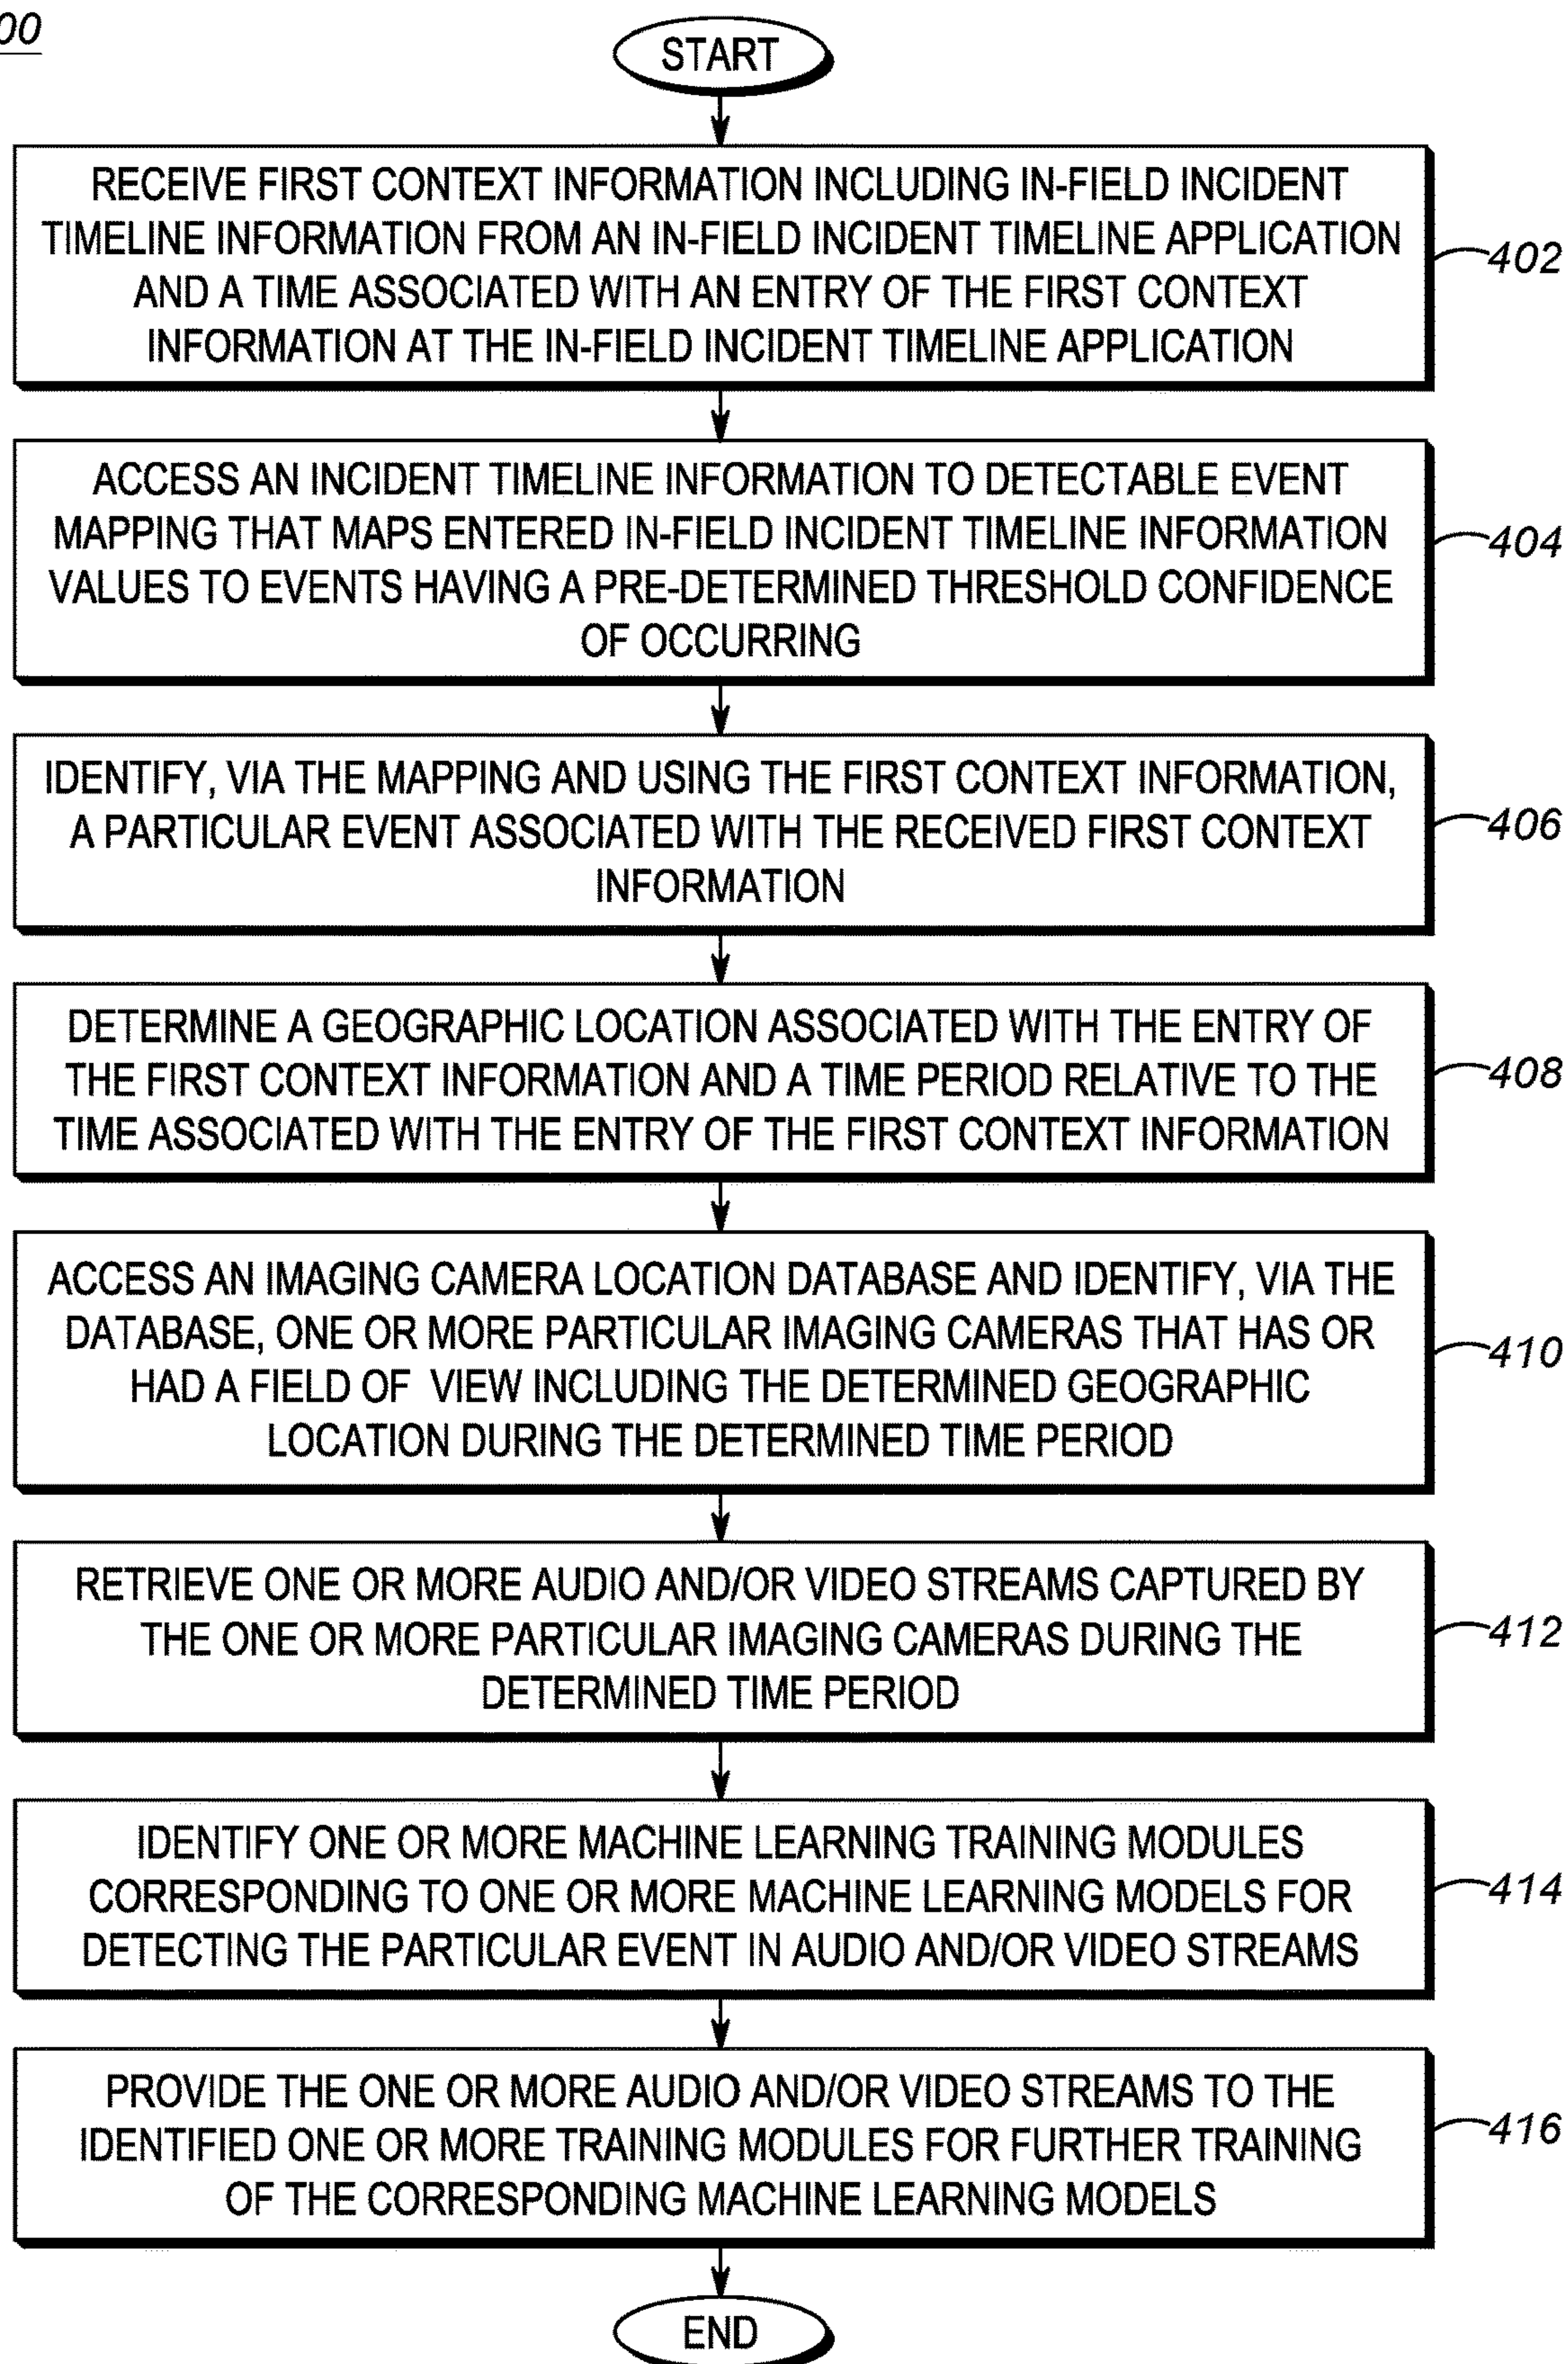 00
START
RECEIVE FIRST CONTEXT INFORMATION INCLUDING IN-FIELD INCIDENT
TIMELINE INFORMATION FROM AN IN-FIELD INCIDENT TIMELINE APPLICATION
AND A TIME ASSOCIATED WITH AN ENTRY OF THE FIRST CONTEXT
INFORMATION AT THE IN-FIELD INCIDENT TIMELINE APPLICATION
402
ACCESS AN INCIDENT TIMELINE INFORMATION TO DETECTABLE EVENT
MAPPING THAT MAPS ENTERED IN-FIELD INCIDENT TIMELINE INFORMATION
VALUES TO EVENTS HAVING A PRE-DETERMINED THRESHOLD CONFIDENCE
OF OCCURRING
404
IDENTIFY, VIA THE MAPPING AND USING THE FIRST CONTEXT INFORMATION,
A PARTICULAR EVENT ASSOCIATED WITH THE RECEIVED FIRST CONTEXT
INFORMATION
406
DETERMINE A GEOGRAPHIC LOCATION ASSOCIATED WITH THE ENTRY OF
THE FIRST CONTEXT INFORMATION AND A TIME PERIOD RELATIVE TO THE
TIME ASSOCIATED WITH THE ENTRY OF THE FIRST CONTEXT INFORMATION
408
ACCESS AN IMAGING CAMERA LOCATION DATABASE AND IDENTIFY, VIA THE
DATABASE, ONE OR MORE PARTICULAR IMAGING CAMERAS THAT HAS OR
HAD A FIELD OF VIEW INCLUDING THE DETERMINED GEOGRAPHIC
LOCATION DURING THE DETERMINED TIME PERIOD
410
RETRIEVE ONE OR MORE AUDIO AND/OR VIDEO STREAMS CAPTURED BY
THE ONE OR MORE PARTICULAR IMAGING CAMERAS DURING THE
DETERMINED TIME PERIOD
412
IDENTIFY ONE OR MORE MACHINE LEARNING TRAINING MODULES
CORRESPONDING TO ONE OR MORE MACHINE LEARNING MODELS FOR
DETECTING THE PARTICULAR EVENT IN AUDIO AND/OR VIDEO STREAMS
414
PROVIDE THE ONE OR MORE AUDIO AND/OR VIDEO STREAMS TO THE
IDENTIFIED ONE OR MORE TRAINING MODULES FOR FURTHER TRAINING
OF THE CORRESPONDING MACHINE LEARNING MODELS
416
END